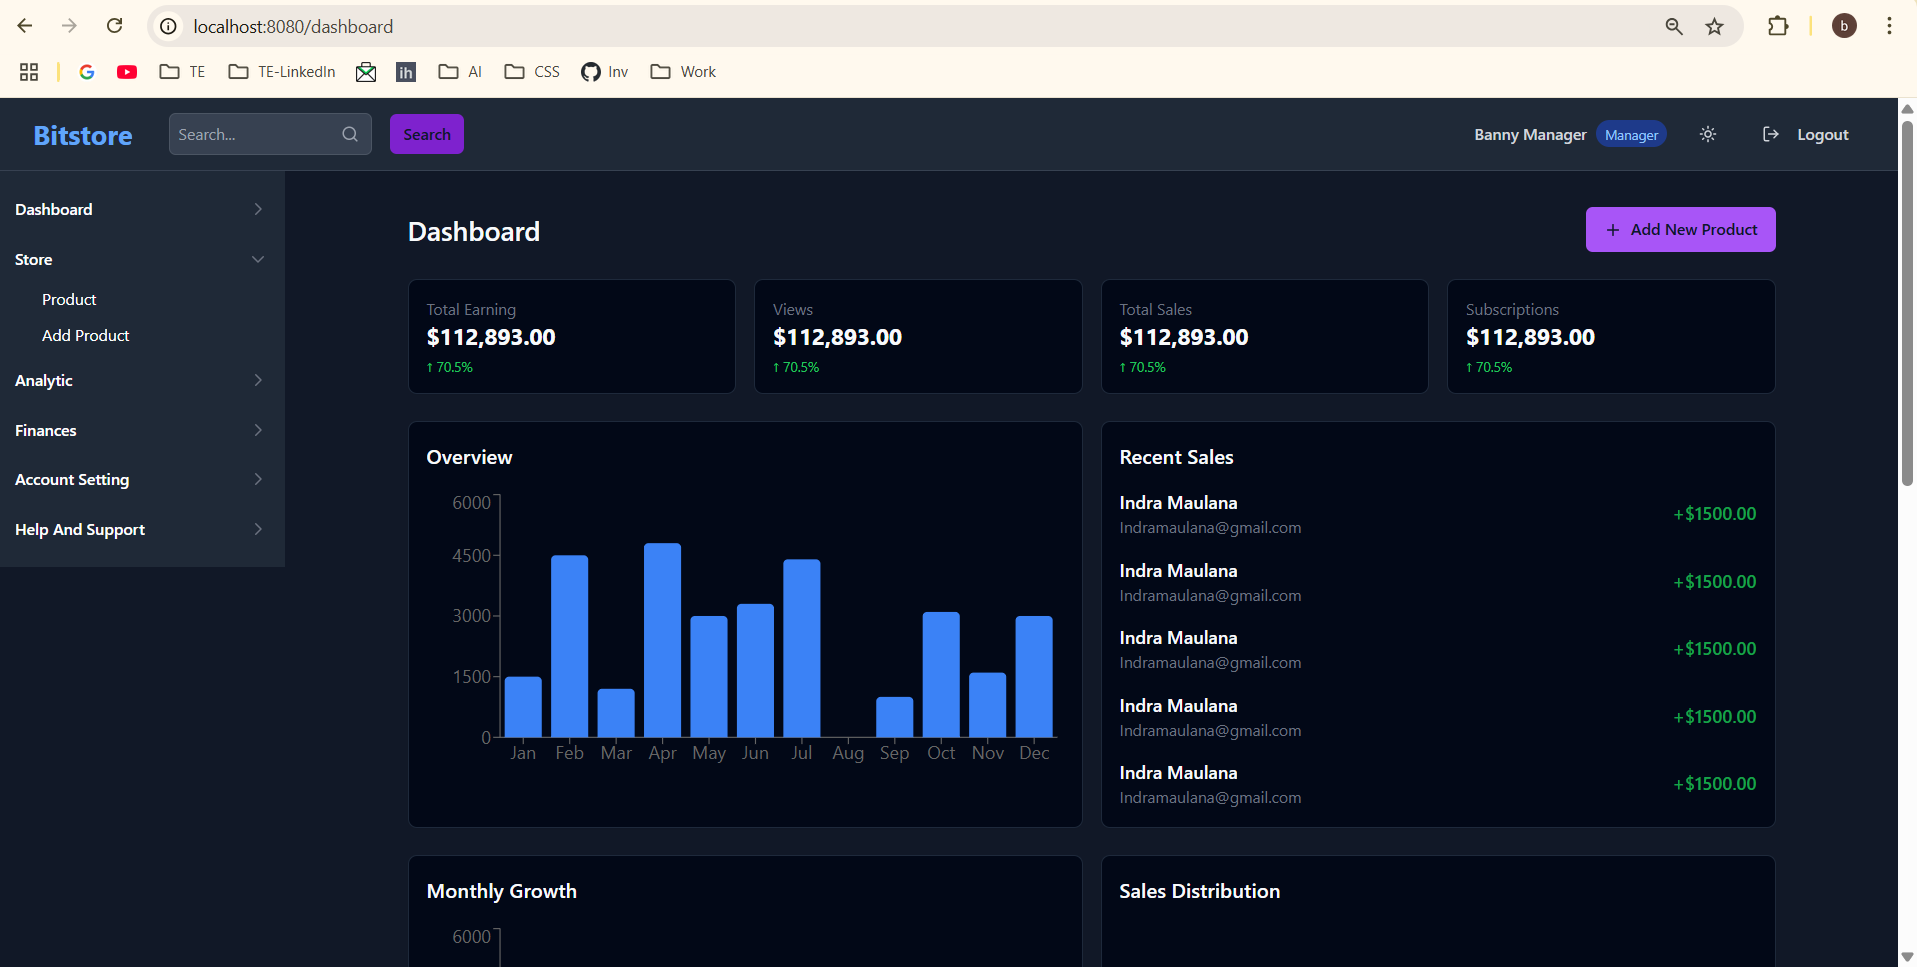 localhost:8080/dashboard
b
TE
TE-LinkedIn
ih
AI
CSS
Inv
Work
Bitstore
Search...
Search
Banny Manager
Manager
Logout
Dashboard
Store
Product
Add Product
Analytic
Finances
Account Setting
Help And Support
Dashboard
+ Add New Product
Total Earning
$112,893.00
↑ 70.5%
Views
$112,893.00
↑ 70.5%
Total Sales
$112,893.00
↑ 70.5%
Subscriptions
$112,893.00
↑ 70.5%
Overview
6000
4500
3000
1500
0
Jan Feb Mar Apr May Jun Jul Aug Sep Oct Nov Dec
Recent Sales
Indra Maulana
Indramaulana@gmail.com
+$1500.00
Indra Maulana
Indramaulana@gmail.com
+$1500.00
Indra Maulana
Indramaulana@gmail.com
+$1500.00
Indra Maulana
Indramaulana@gmail.com
+$1500.00
Indra Maulana
Indramaulana@gmail.com
+$1500.00
Monthly Growth
6000
Sales Distribution